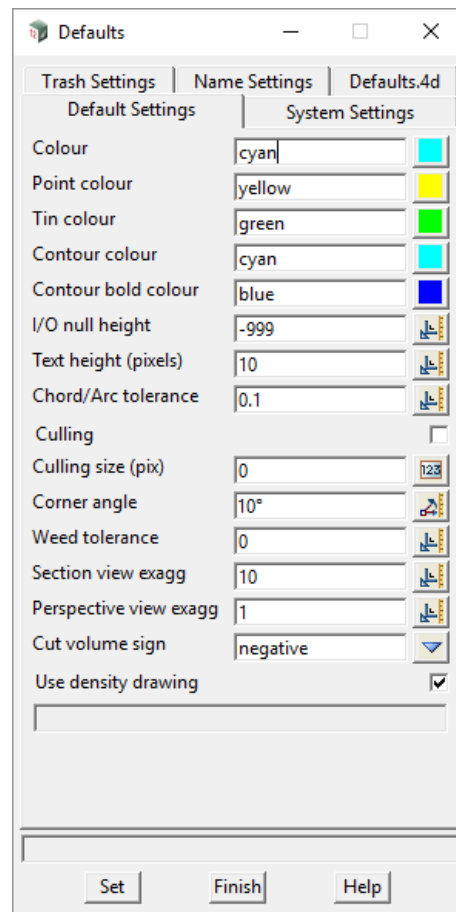 Defaults
Trash Settings Name Settings Defaults.4d
Default Settings System Settings
Colour cyan
Point colour yellow
Tin colour green
Contour colour cyan
Contour bold colour blue
I/O null height -999
Text height (pixels) 10
Chord/Arc tolerance 0.1
Culling
Culling size (pix) 0 123
Corner angle 10°
Weed tolerance 0
Section view exagg 10
Perspective view exagg 1
Cut volume sign negative
Use density drawing
Set Finish Help